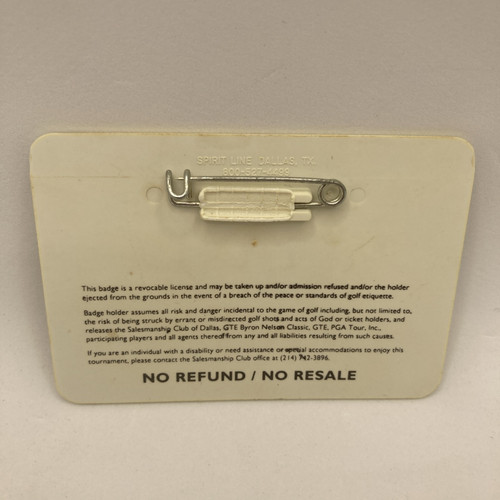 SPIRIT LINE DALLAS, TX.
This badge is a revocable license and may be taken up and/or admission refused and/or the holder
ejected from the grounds in the event of a breach of the peace or standards of golf etiquette.
Badge holder assumes all risk and danger incidental to the game of golf including, but not limited to,
the risk of being struck by errant or misdirected golf shots and acts of God or ticket holders, and
releases the Salesmanship Club of Dallas, GTE Byron Nelson Classic, GTE, PGA Tour, Inc.,
participating players and all agents thereof from any and all liabilities resulting from such causes.
If you are an individual with a disability or need assistance or special accommodations to enjoy this
tournament, please contact the Salesmanship Club office at (214) 742-3896.
NO REFUND / NO RESALE